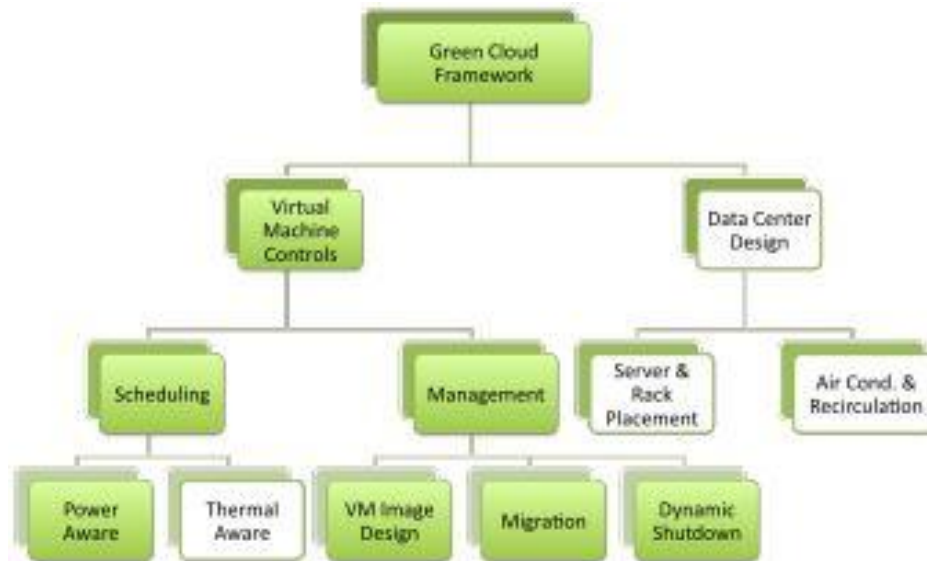 Green Cloud
Framework
Virtual
Machine
Controls
Data Center
Design
Scheduling
Management
Server &
Rack
Placement
Air Cond. &
Recirculation
Power
Aware
Thermal
Aware
VM Image
Design
Migration
Dynamic
Shutdown